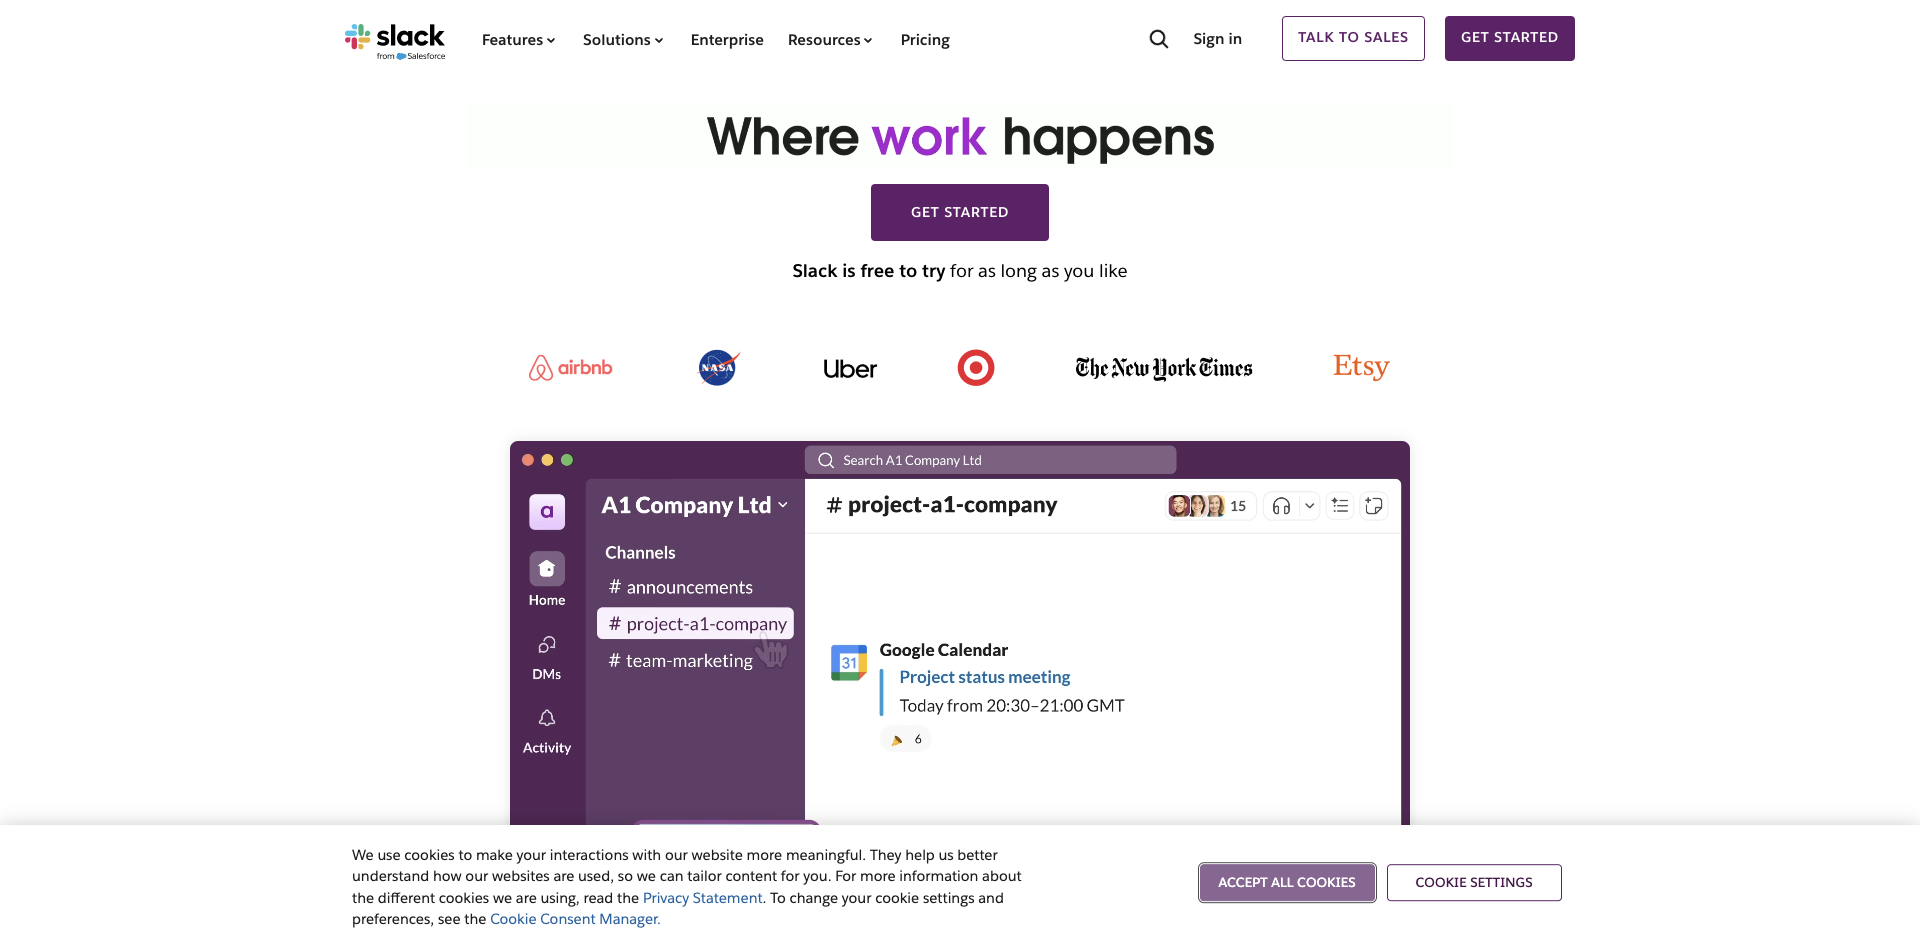 slack
from Salesforce
Features
Solutions
Enterprise
Resources
Pricing
Sign in
TALK TO SALES
GET STARTED
Where work happens
GET STARTED
Slack is free to try for as long as you like
airbnb
NASA
Uber
The New York Times
Etsy
Search A1 Company Ltd
a
Home
DMs
Activity
A1 Company Ltd
Channels
# announcements
# project-a1-company
# team-marketing
# project-a1-company
15
31
Google Calendar
Project status meeting
Today from 20:30–21:00 GMT
6
We use cookies to make your interactions with our website more meaningful. They help us better
understand how our websites are used, so we can tailor content for you. For more information about
the different cookies we are using, read the Privacy Statement. To change your cookie settings and
preferences, see the Cookie Consent Manager.
ACCEPT ALL COOKIES
COOKIE SETTINGS